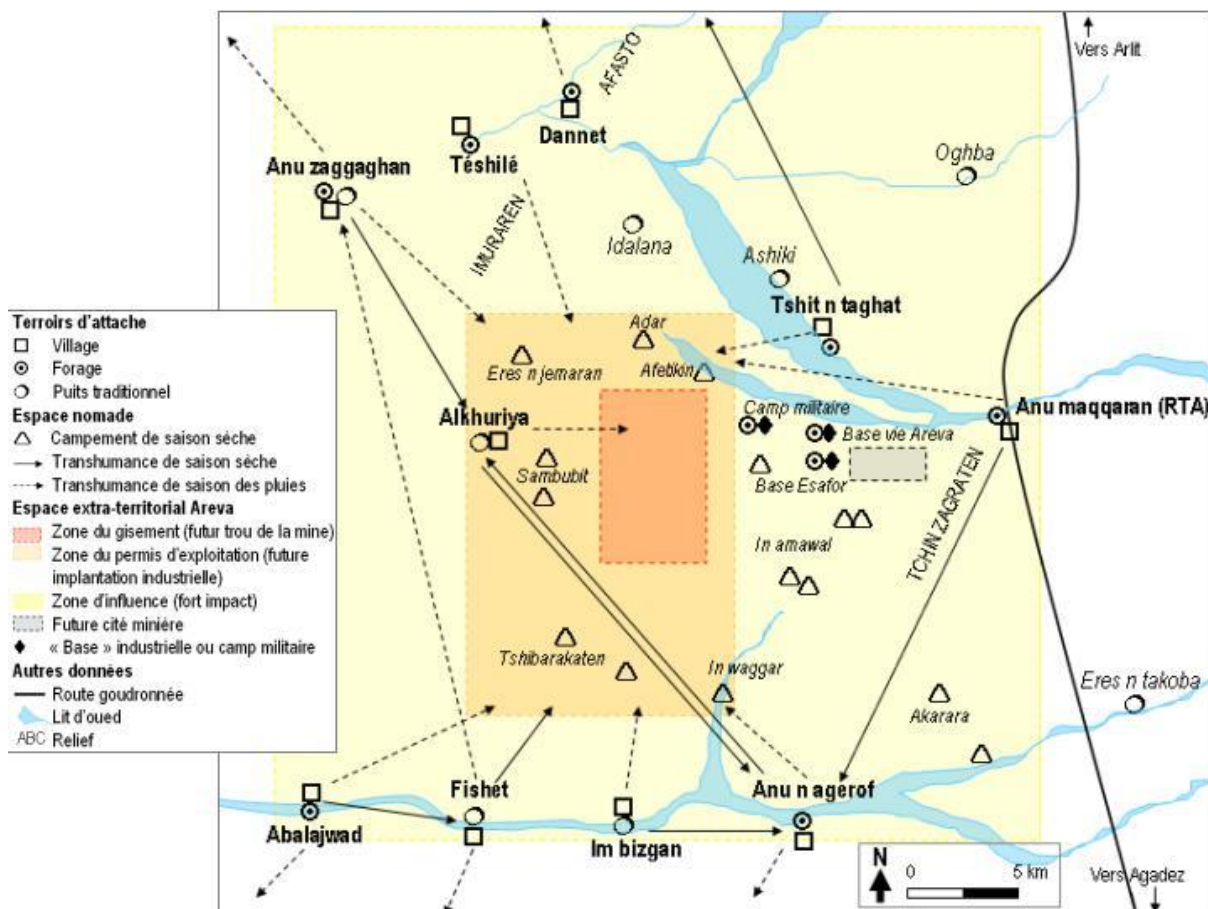 Vers Arlit
AFASTO
Dannet
Oghba
Téshilé
Anu zaggaghan
IMURAREN
Idalana
Ashiki
Tshit n taghat
Terroirs d'attache
Village
Forage
Puits traditionnel
Espace nomade
Campement de saison sèche
Transhumance de saison sèche
Transhumance de saison des pluies
Espace extra-territorial Areva
Zone du gisement (futur trou de la mine)
Zone du permis d'exploitation (future
implantation industrielle)
Zone d'influence (fort impact)
Future cité minière
« Base » industrielle ou camp militaire
Autres données
Route goudronnée
Lit d'oued
ABC Relief
Adar
Eres n jemaran
Afetikin
Alkhuriya
Camp militaire
Anu maqqaran (RTA)
Base vie Areva
Sambubit
Base Esafor
TCHIN ZAGRATEN
In amawal
Tshibarakaten
In waggar
Eres n takoba
Akarara
Fishet
Anu n agerof
Abalajwad
Im bizgan
N
0 5 km
Vers Agadez